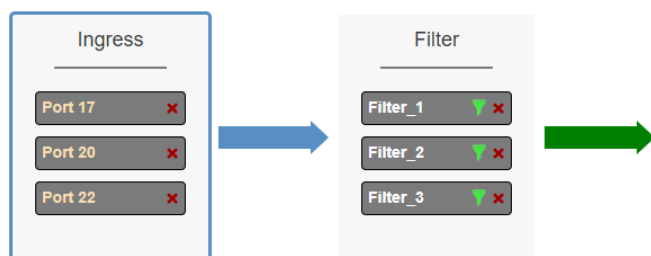 Ingress
Port 17
Port 20
Port 22
Filter
Filter_1
Filter_2
Filter_3